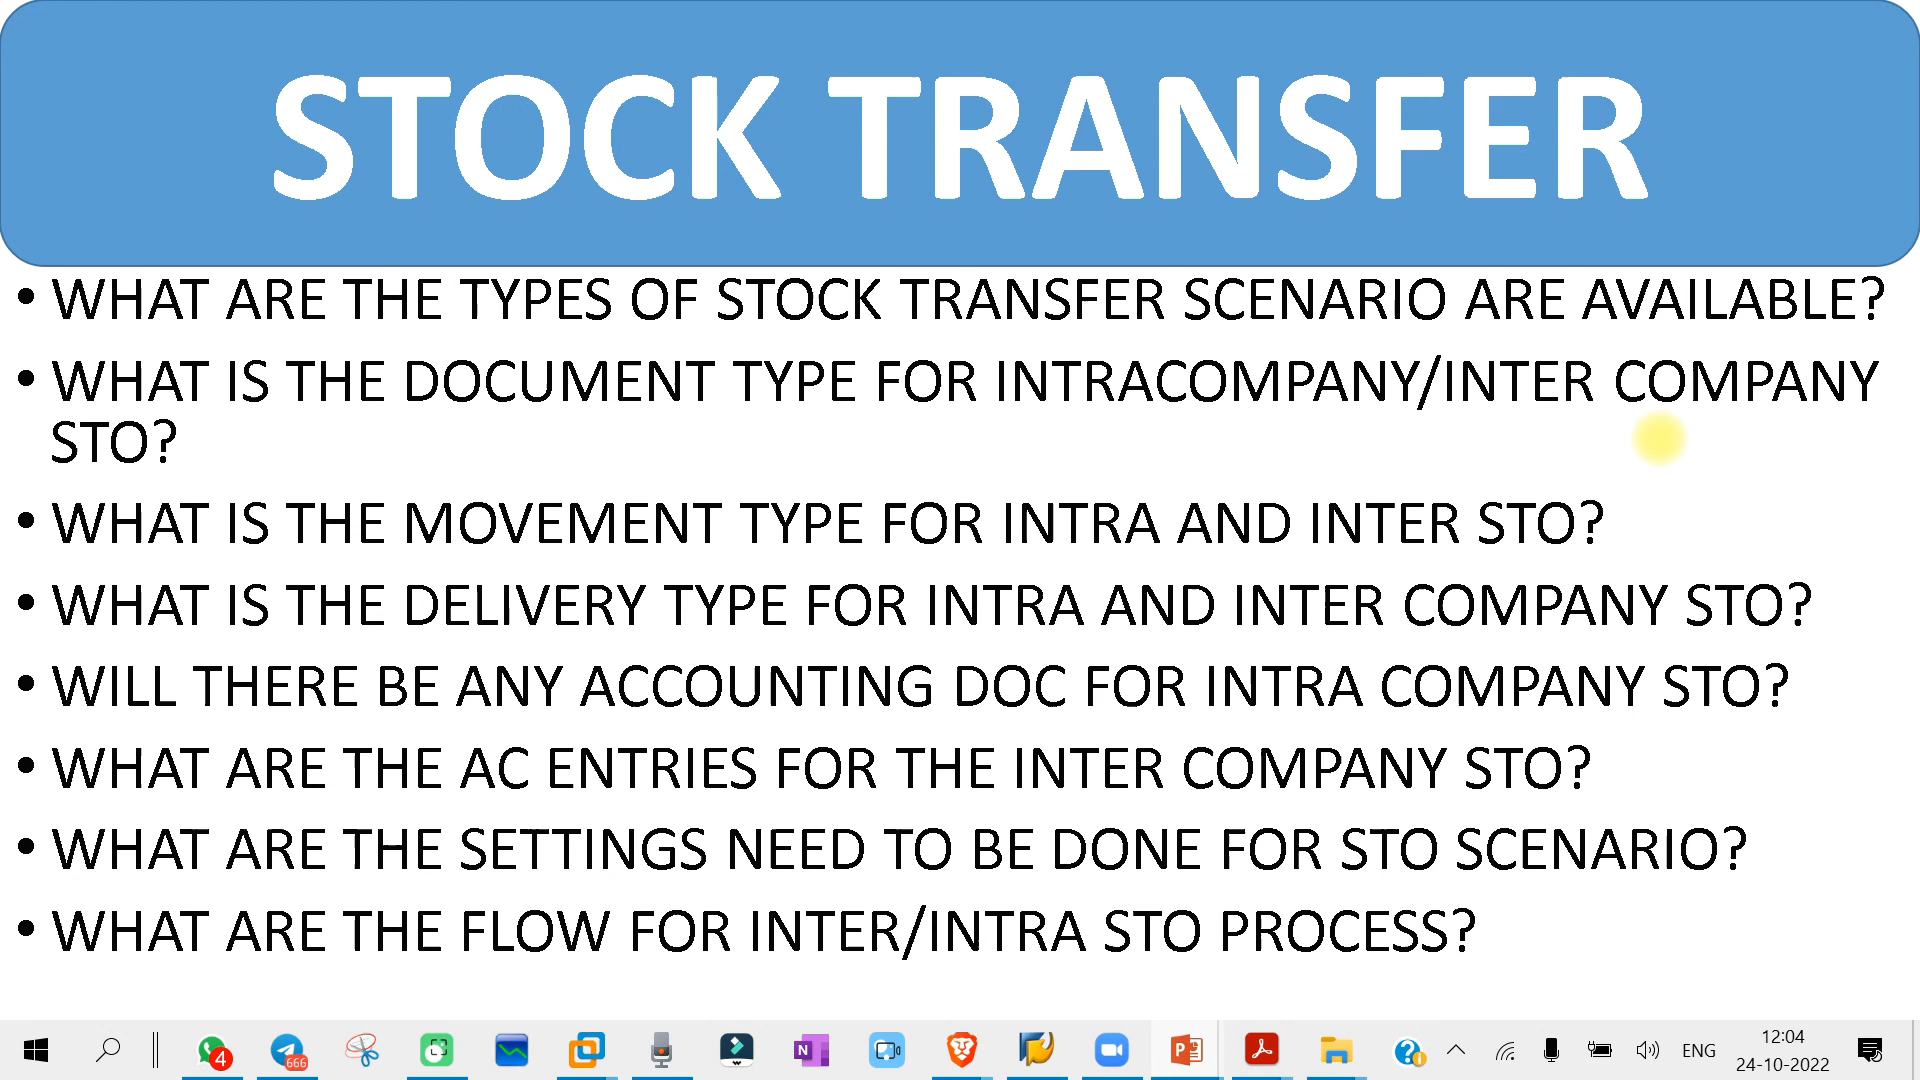 STOCK TRANSFER
• WHAT ARE THE TYPES OF STOCK TRANSFER SCENARIO ARE AVAILABLE?
• WHAT IS THE DOCUMENT TYPE FOR INTRACOMPANY/INTER COMPANY
STO?
• WHAT IS THE MOVEMENT TYPE FOR INTRA AND INTER STO?
• WHAT IS THE DELIVERY TYPE FOR INTRA AND INTER COMPANY STO?
• WILL THERE BE ANY ACCOUNTING DOC FOR INTRA COMPANY STO?
• WHAT ARE THE AC ENTRIES FOR THE INTER COMPANY STO?
• WHAT ARE THE SETTINGS NEED TO BE DONE FOR STO SCENARIO?
• WHAT ARE THE FLOW FOR INTER/INTRA STO PROCESS?
4
666
N
P
ENG
12:04
24-10-2022